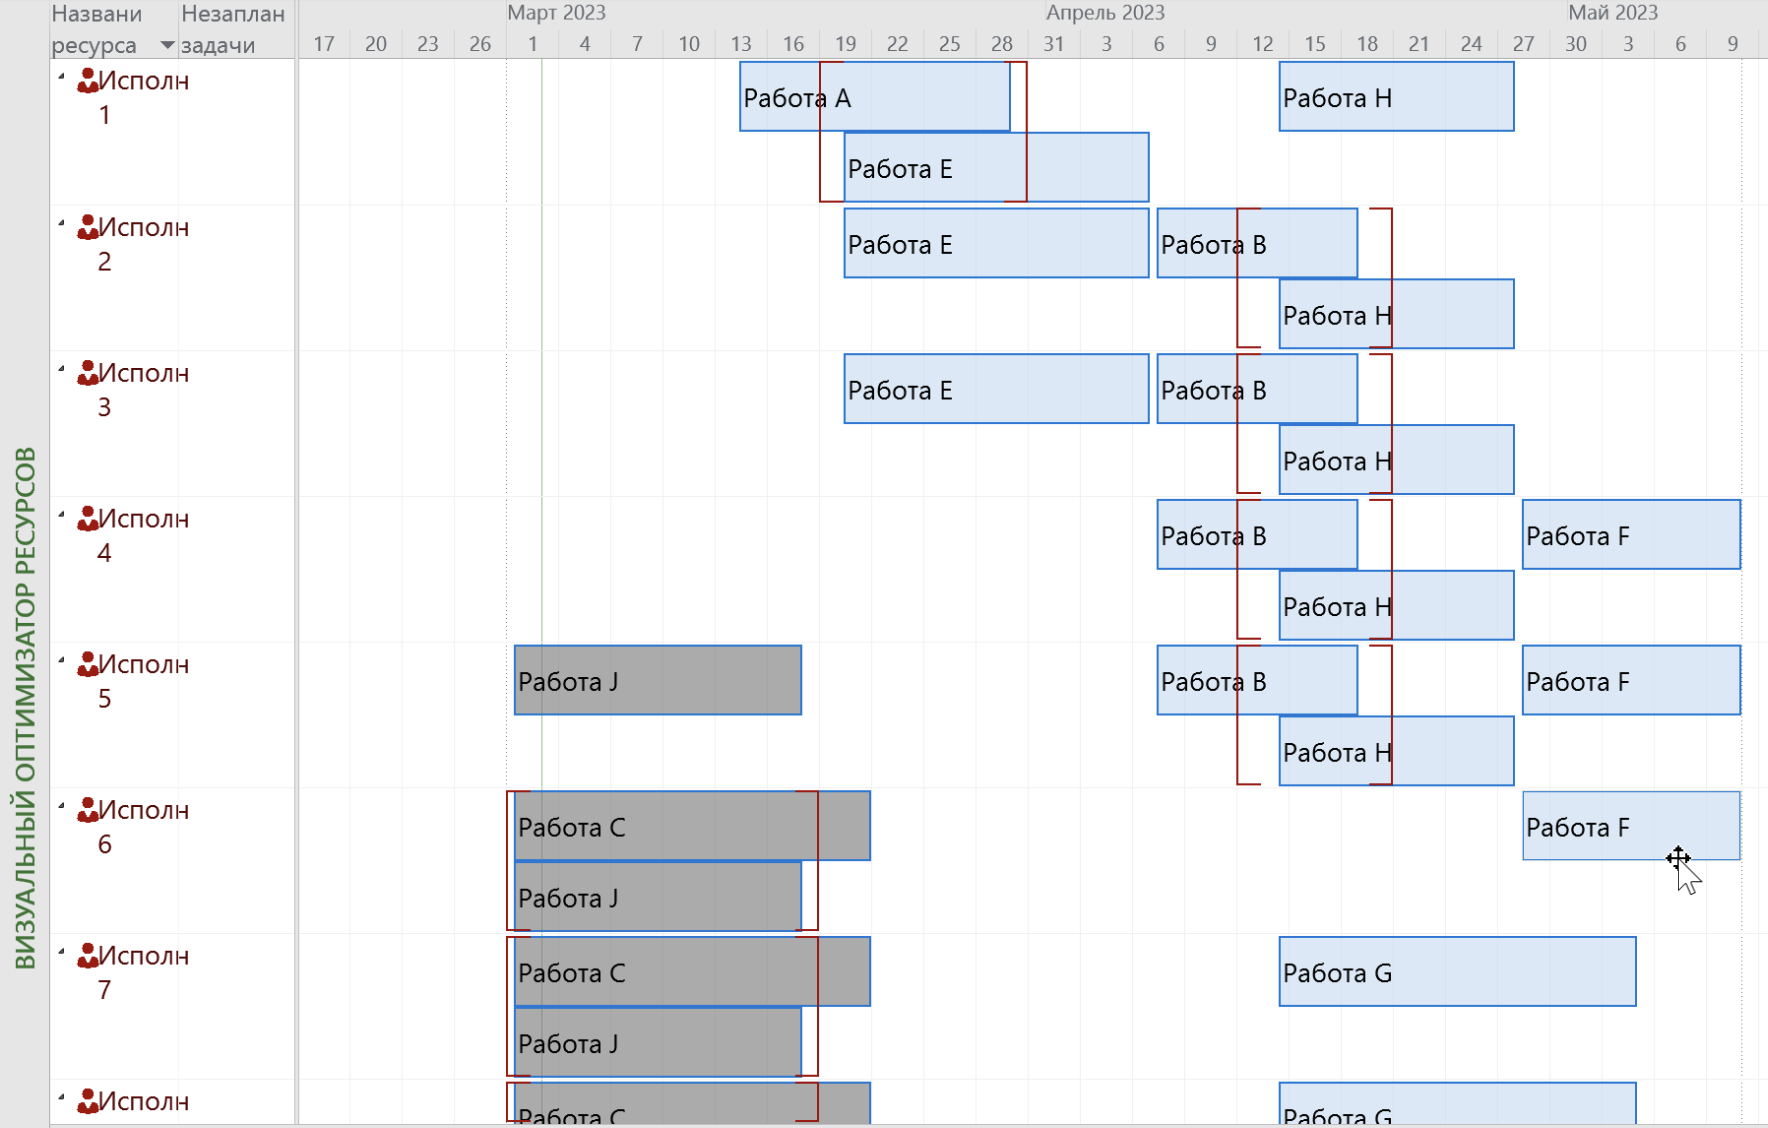 ВИЗУАЛЬНЫЙ ОПТИМИЗАТОР РЕСУРСОВ
Названи Незаплан Март 2023 Апрель 2023 Май 2023
ресурса задачи 17 20 23 26 1 4 7 10 13 16 19 22 25 28 31 3 6 9 12 15 18 21 24 27 30 3 6 9
Исполн Работа A Работа H
1
Работа E
Исполн Работа E Работа B
2
Работа H
Исполн Работа E Работа B
3
Работа H
Исполн Работа B Работа F
4
Работа H
Исполн Работа J Работа B Работа F
5
Работа H
Исполн Работа C Работа F
6
Работа J
Исполн Работа C Работа G
7
Работа J
Исполн Работа C Работа G